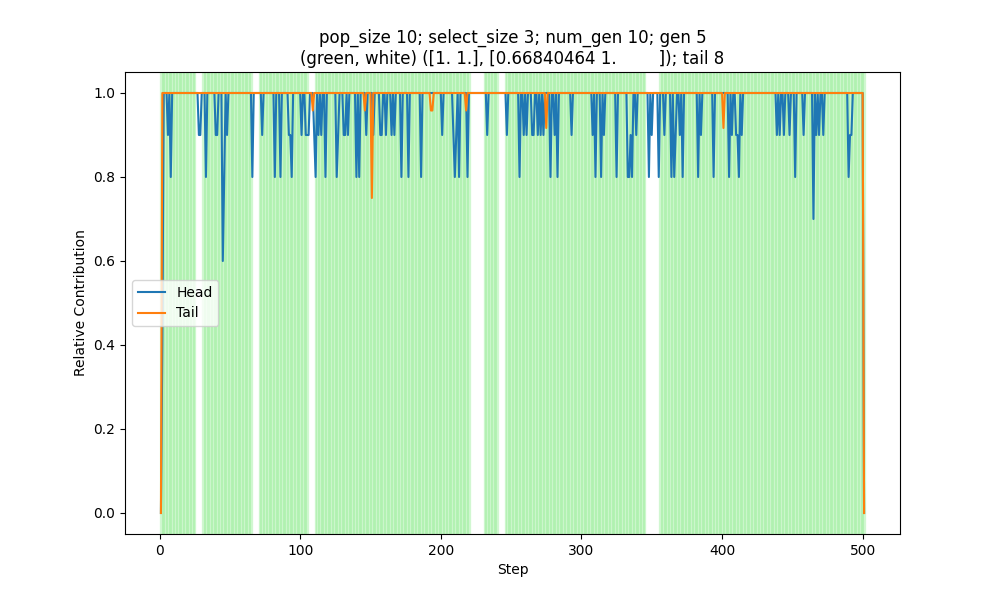 pop_size 10; select_size 3; num_gen 10; gen 5
(green, white) ([1. 1.], [0.66840464 1.         ]); tail 8
1.0
0.8
0.6
0.4
0.2
0.0
Relative Contribution
Head
Tail
0
100
200
300
400
500
Step